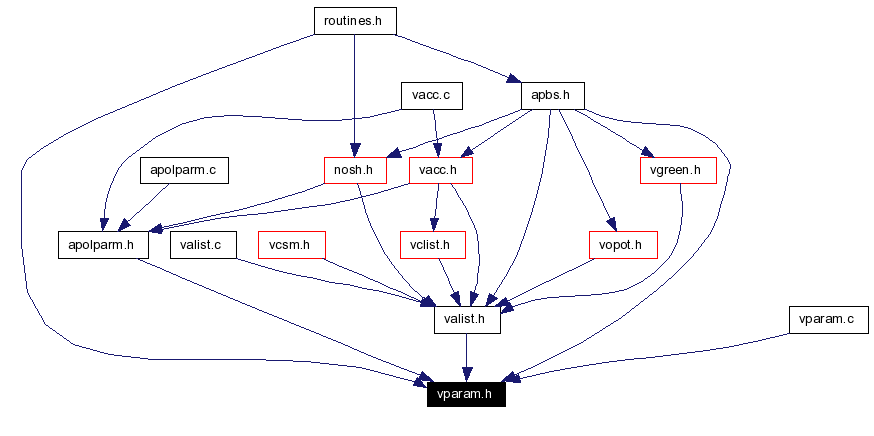 routines.h
vacc.c
apbs.h
apolparm.c
nosh.h
vacc.h
vgreen.h
apolparm.h
valist.c
vcsm.h
vclist.h
vopot.h
valist.h
vparam.c
vparam.h